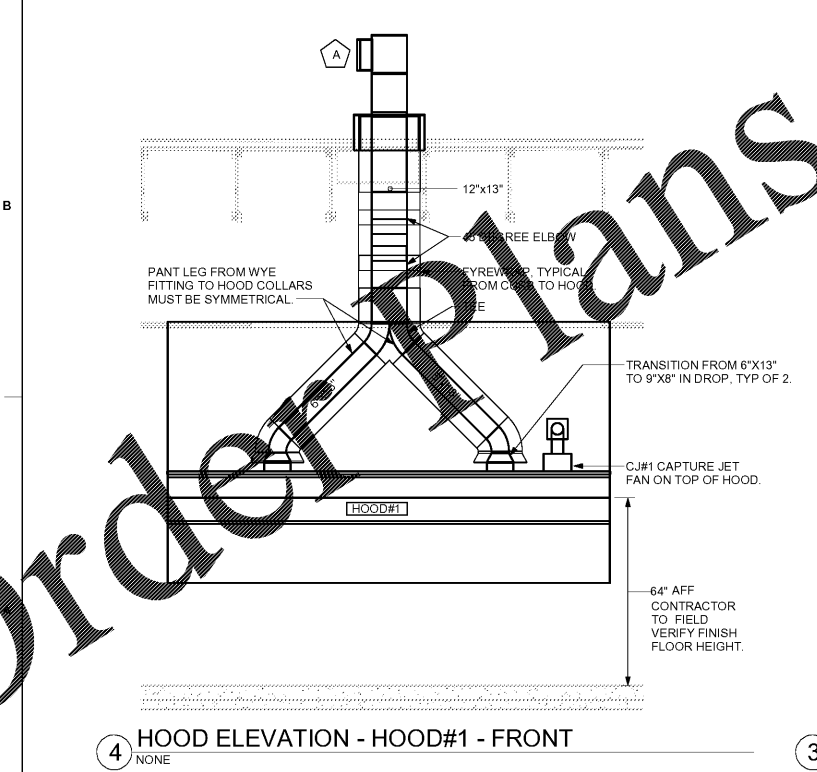 A
B
12"x13"
45 DEGREE ELBOW
PANT LEG FROM WYE
FITTING TO HOOD COLLARS
MUST BE SYMMETRICAL.
FYREWRAP, TYPICAL
FROM CURB TO HOOD.
TEE
TRANSITION FROM 6"X13"
TO 9"X8" IN DROP, TYP OF 2.
CJ#1 CAPTURE JET
FAN ON TOP OF HOOD.
HOOD#1
64" AFF
CONTRACTOR
TO FIELD
VERIFY FINISH
FLOOR HEIGHT.
A
Order Plans
4 HOOD ELEVATION - HOOD#1 - FRONT
NONE
3